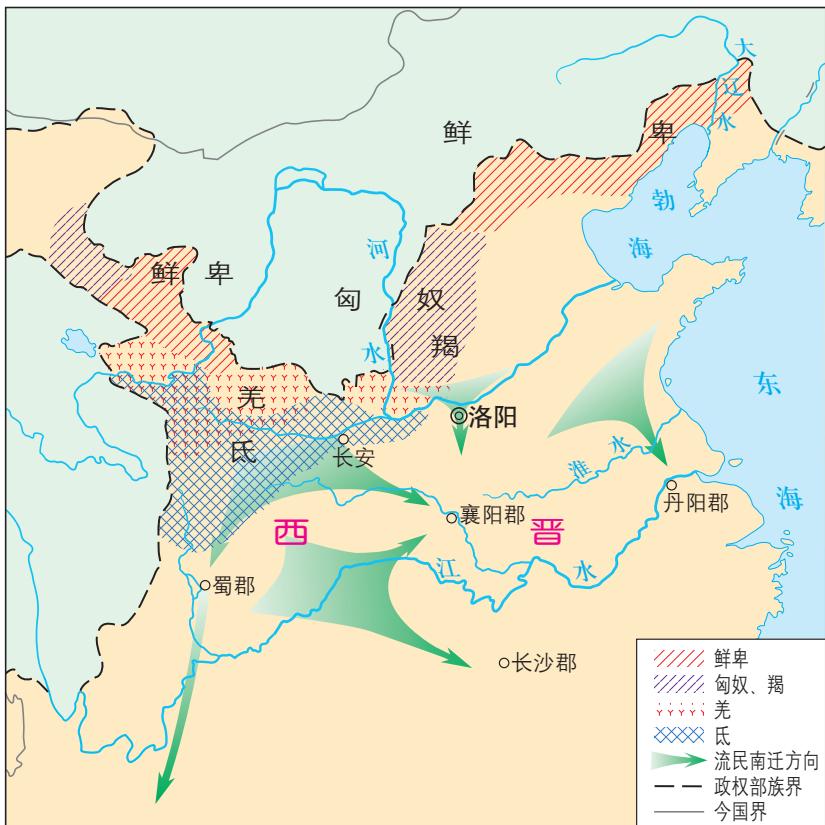 大辽水
鲜卑
勃海
鲜卑
河水
匈奴
羯
东海
羌
洛阳
氐
长安
淮水
丹阳郡
襄阳郡
西晋
江水
蜀郡
长沙郡
鲜卑
匈奴、羯
羌
氐
流民南迁方向
政权部族界
今国界